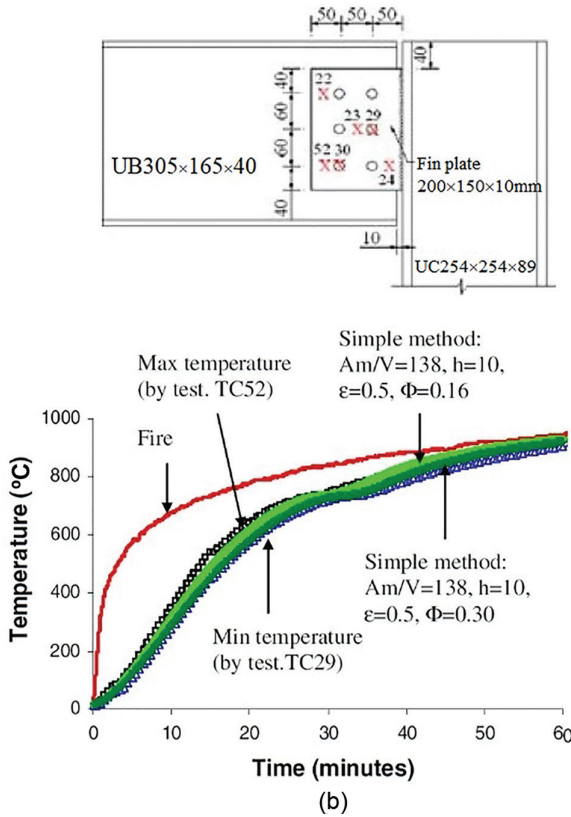 50 50 50
40
40
60
60
40
22
23 29
52 30
24
UB305×165×40
Fin plate
200×150×10mm
10
UC254×254×89
Simple method:
Am/V=138, h=10,
ε=0.5, Φ=0.16
Max temperature
(by test. TC52)
Fire
1000
800
600
400
200
0
Temperature (ºC)
Simple method:
Am/V=138, h=10,
ε=0.5, Φ=0.30
Min temperature
(by test.TC29)
0 10 20 30 40 50 60
Time (minutes)
(b)